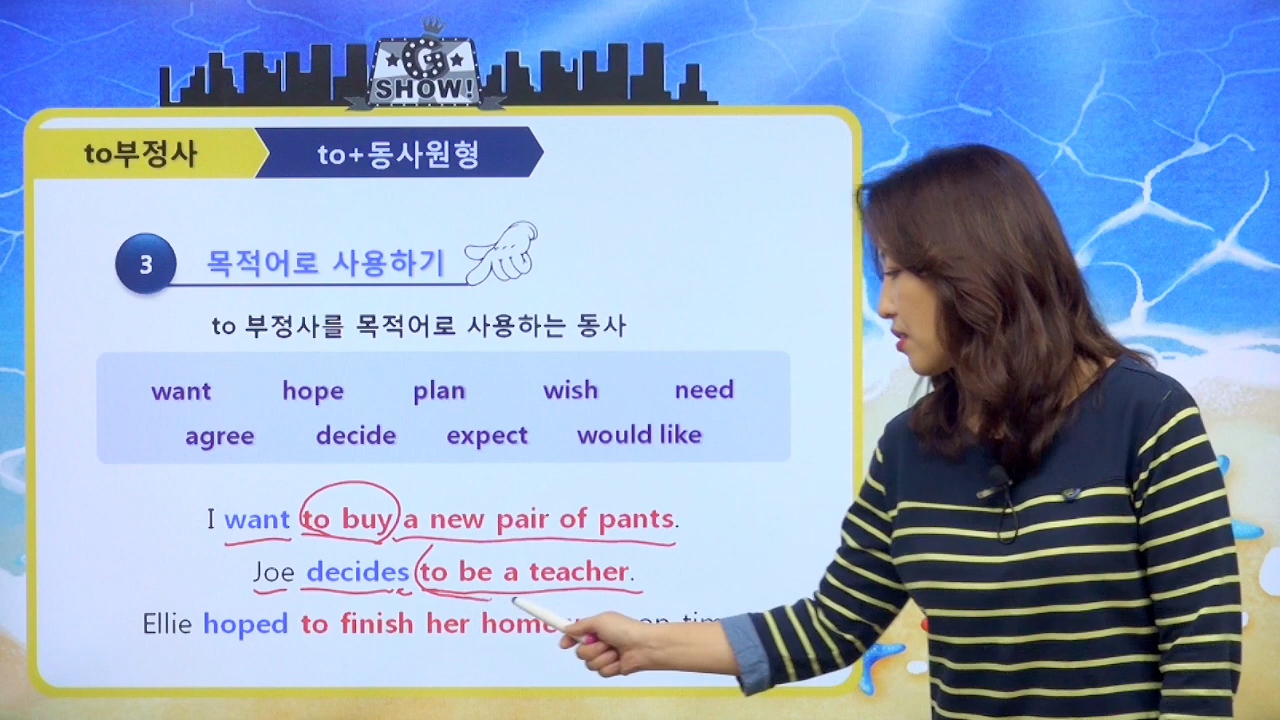 G
SHOW!
to부정사 to+동사원형
3 목적어로 사용하기
to 부정사를 목적어로 사용하는 동사
want hope plan wish need
agree decide expect would like
I want to buy a new pair of pants.
Joe decides to be a teacher.
Ellie hoped to finish her